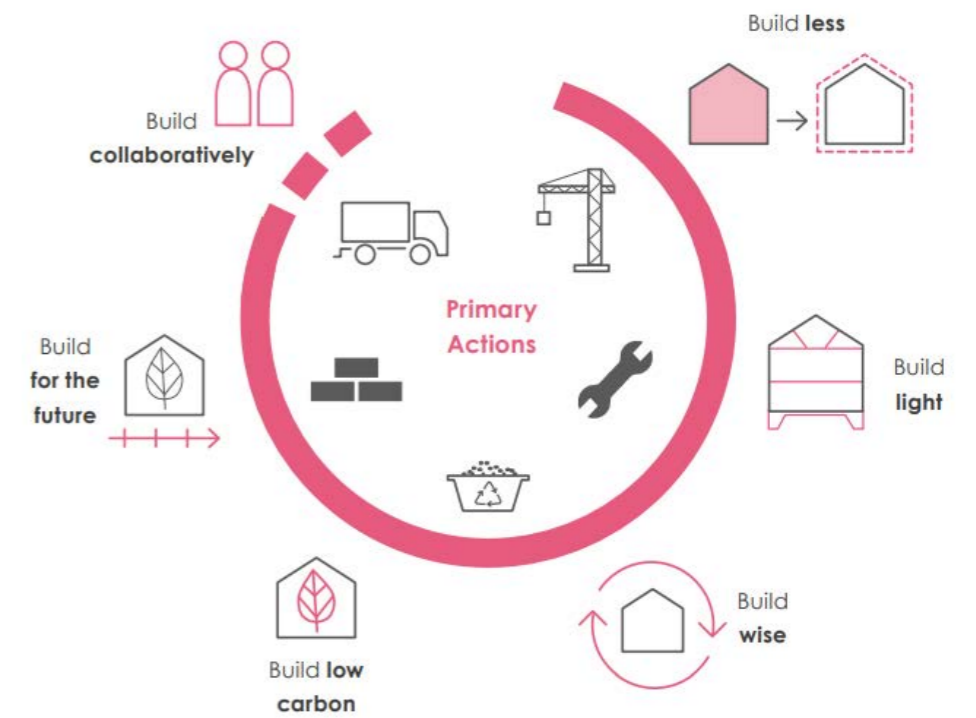 Build less
Build
light
Build
wise
Build low
carbon
Build
for the
future
Build
collaboratively
Primary
Actions